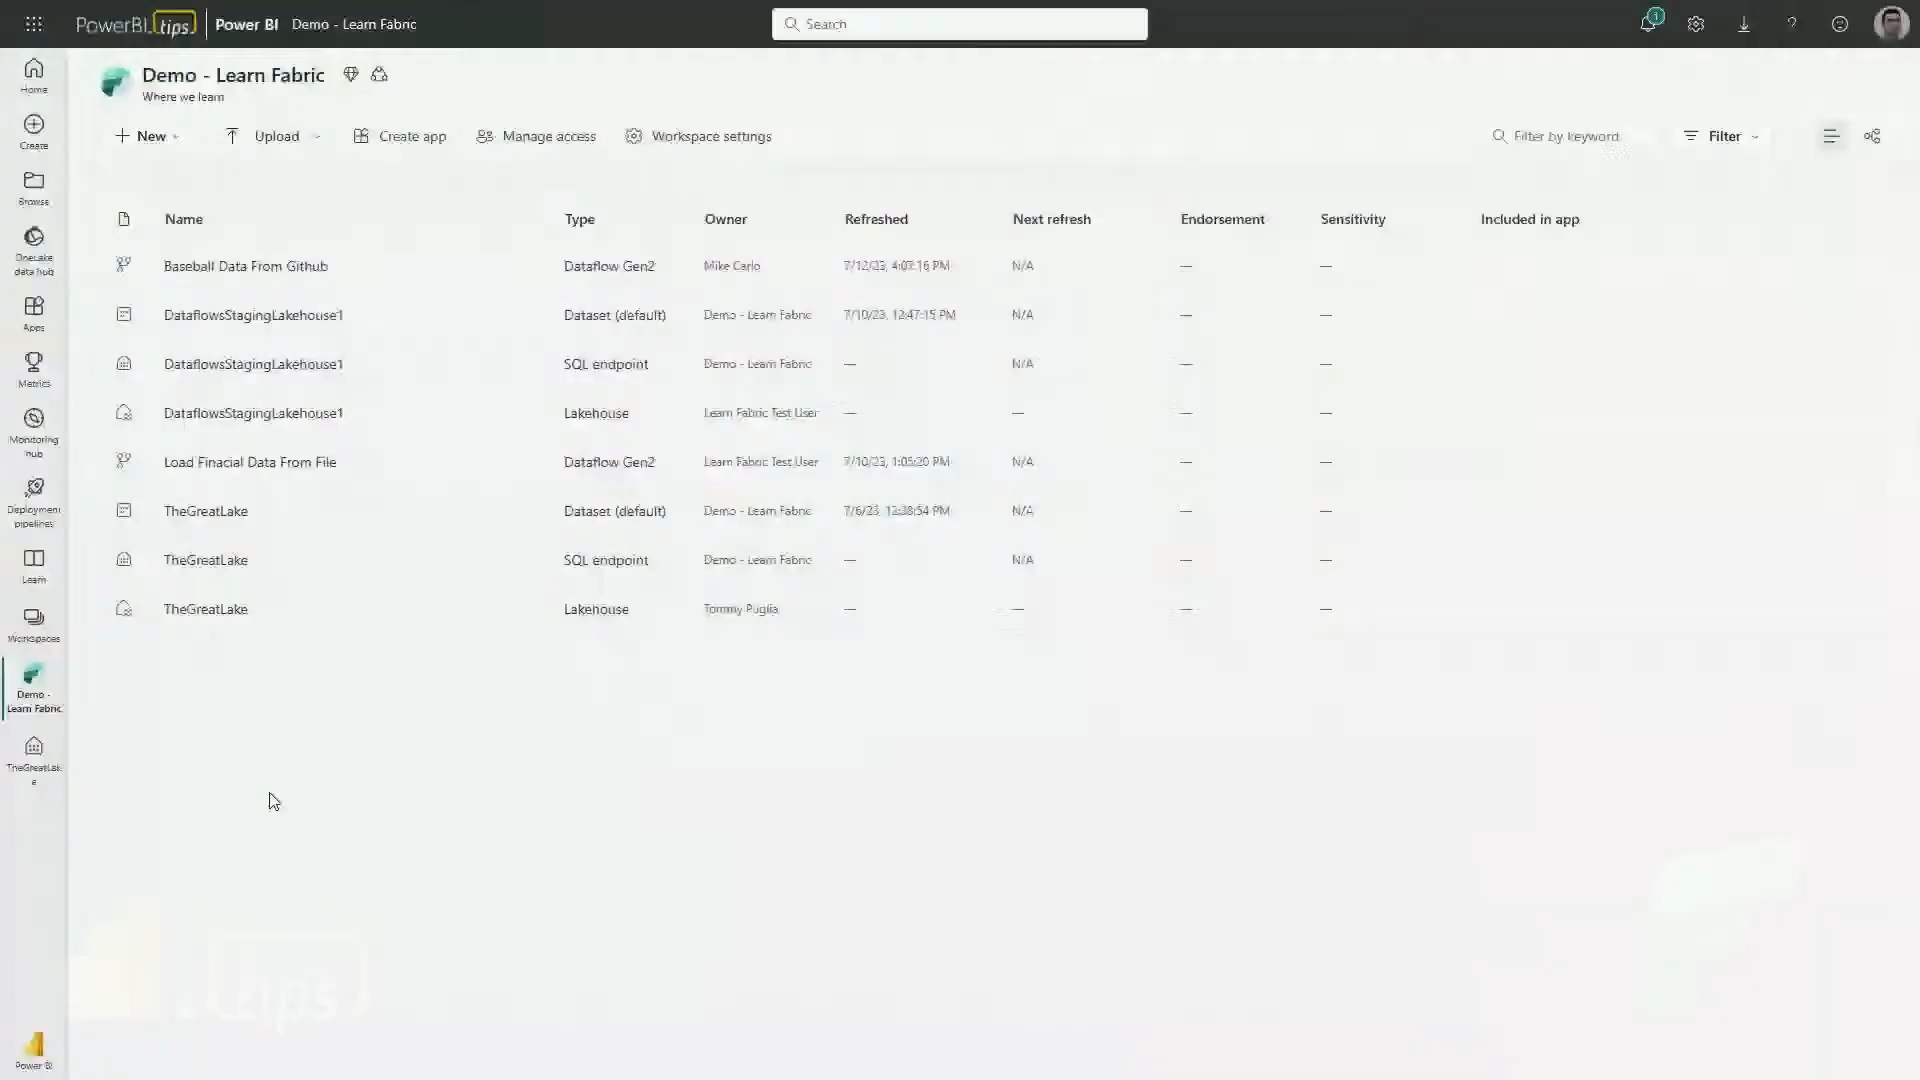 PowerBI.tips Power BI Demo - Learn Fabric Search 1
Demo - Learn Fabric
Where we learn
New Upload Create app Manage access Workspace settings Filter by keyword Filter
Name Type Owner Refreshed Next refresh Endorsement Sensitivity Included in app
Baseball Data From Github Dataflow Gen2 Mike Carlo 7/12/23, 4:07:16 PM N/A — —
DataflowsStagingLakehouse1 Dataset (default) Demo - Learn Fabric 7/10/23, 12:47:15 PM N/A — —
DataflowsStagingLakehouse1 SQL endpoint Demo - Learn Fabric — N/A — —
DataflowsStagingLakehouse1 Lakehouse Learn Fabric Test User — — — —
Load Finacial Data From File Dataflow Gen2 Learn Fabric Test User 7/10/23, 1:05:20 PM N/A — —
TheGreatLake Dataset (default) Demo - Learn Fabric 7/6/23, 12:38:54 PM N/A — —
TheGreatLake SQL endpoint Demo - Learn Fabric — N/A — —
TheGreatLake Lakehouse Tommy Puglia — — — —
Home
Create
Browse
OneLake
data hub
Apps
Metrics
Monitoring
hub
Deployment
pipelines
Learn
Workspaces
Demo -
Learn Fabric
TheGreatLak
e
Power BI
.tips